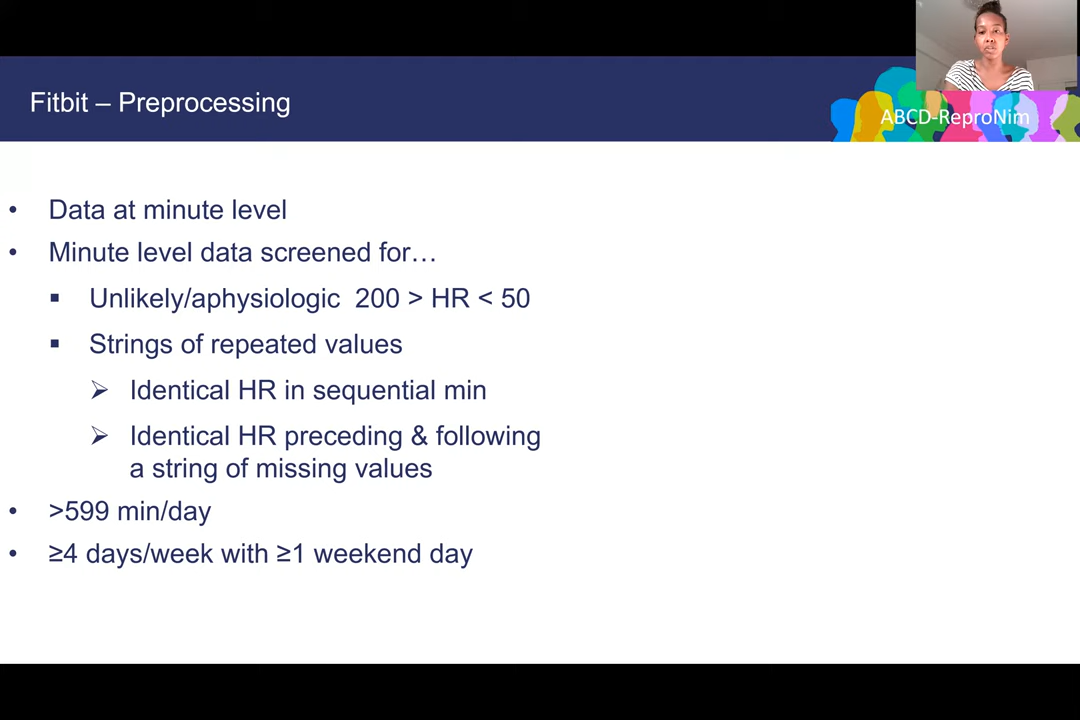 Fitbit – Preprocessing
ABCD-ReproNim
• Data at minute level
• Minute level data screened for…
▪ Unlikely/aphysiologic 200 > HR < 50
▪ Strings of repeated values
➢ Identical HR in sequential min
➢ Identical HR preceding & following
a string of missing values
• >599 min/day
• ≥4 days/week with ≥1 weekend day